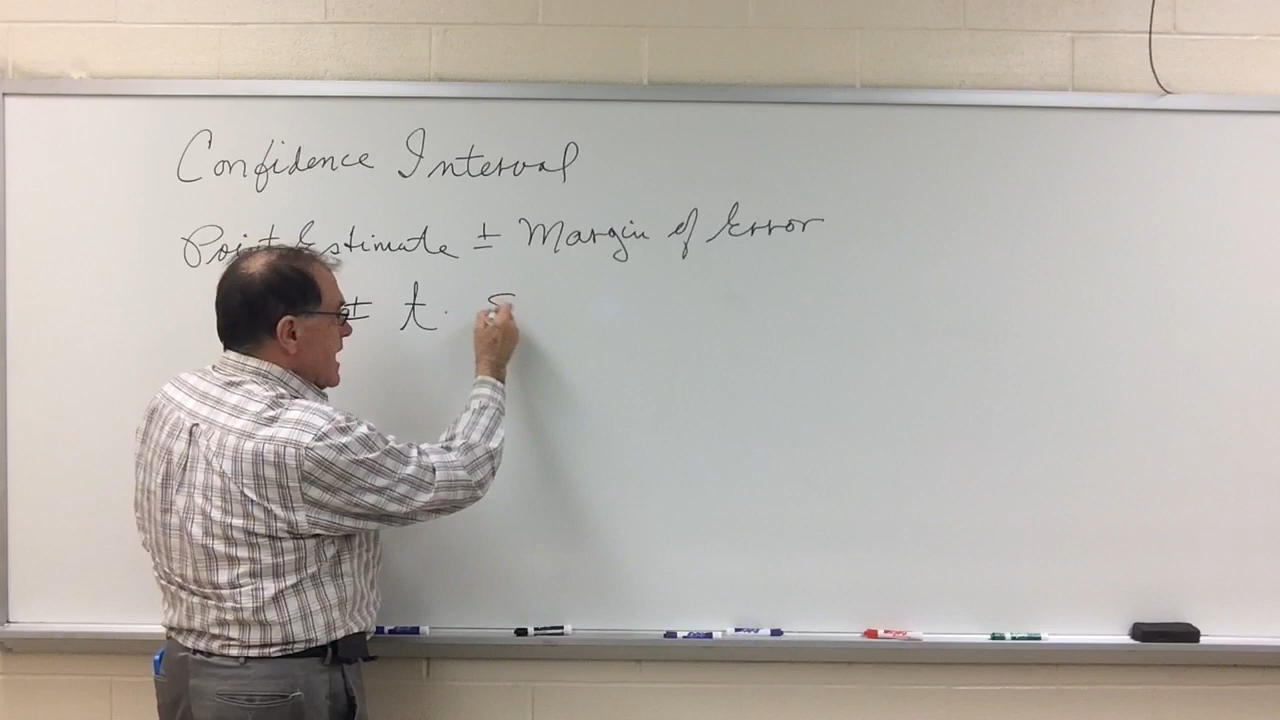 Confidence Interval
Point Estimate ± Margin of Error
± t · s